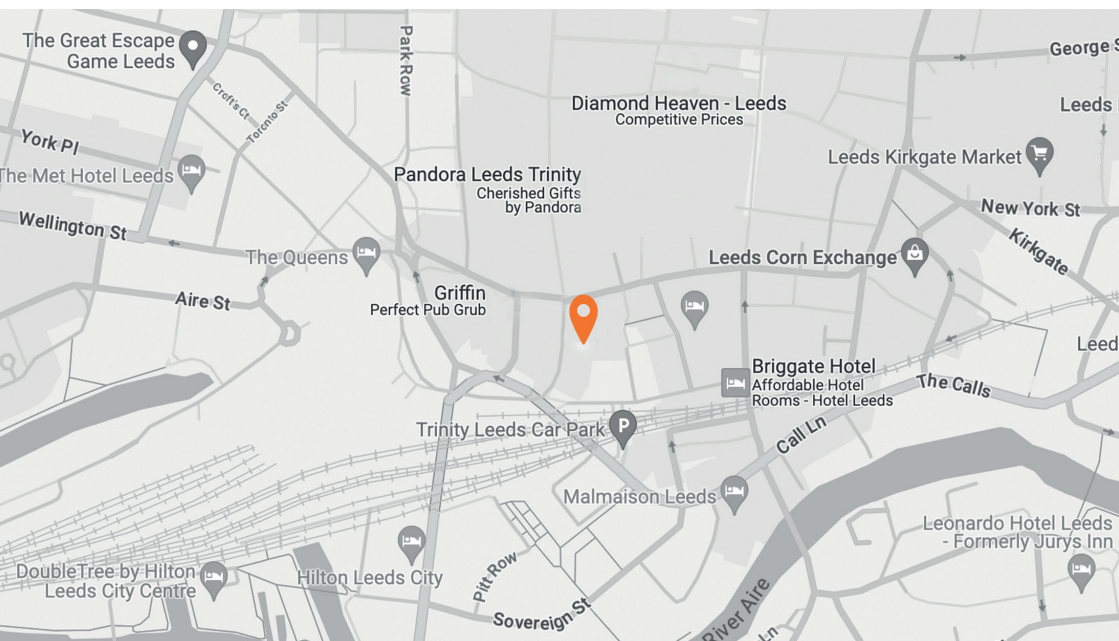 The Great Escape
Game Leeds
Park Row
George S
Croft's Ct
Toronto St
Diamond Heaven - Leeds
Competitive Prices
Leeds
York Pl
Leeds Kirkgate Market
The Met Hotel Leeds
Pandora Leeds Trinity
Cherished Gifts
by Pandora
New York St
Wellington St
Kirkgate
The Queens
Leeds Corn Exchange
Aire St
Griffin
Perfect Pub Grub
Leed
Briggate Hotel
Affordable Hotel
Rooms - Hotel Leeds
The Calls
Trinity Leeds Car Park
P
Call Ln
Malmaison Leeds
Leonardo Hotel Leeds
- Formerly Jurys Inn
DoubleTree by Hilton
Leeds City Centre
Hilton Leeds City
Pitt Row
Sovereign St
River Aire
Ln